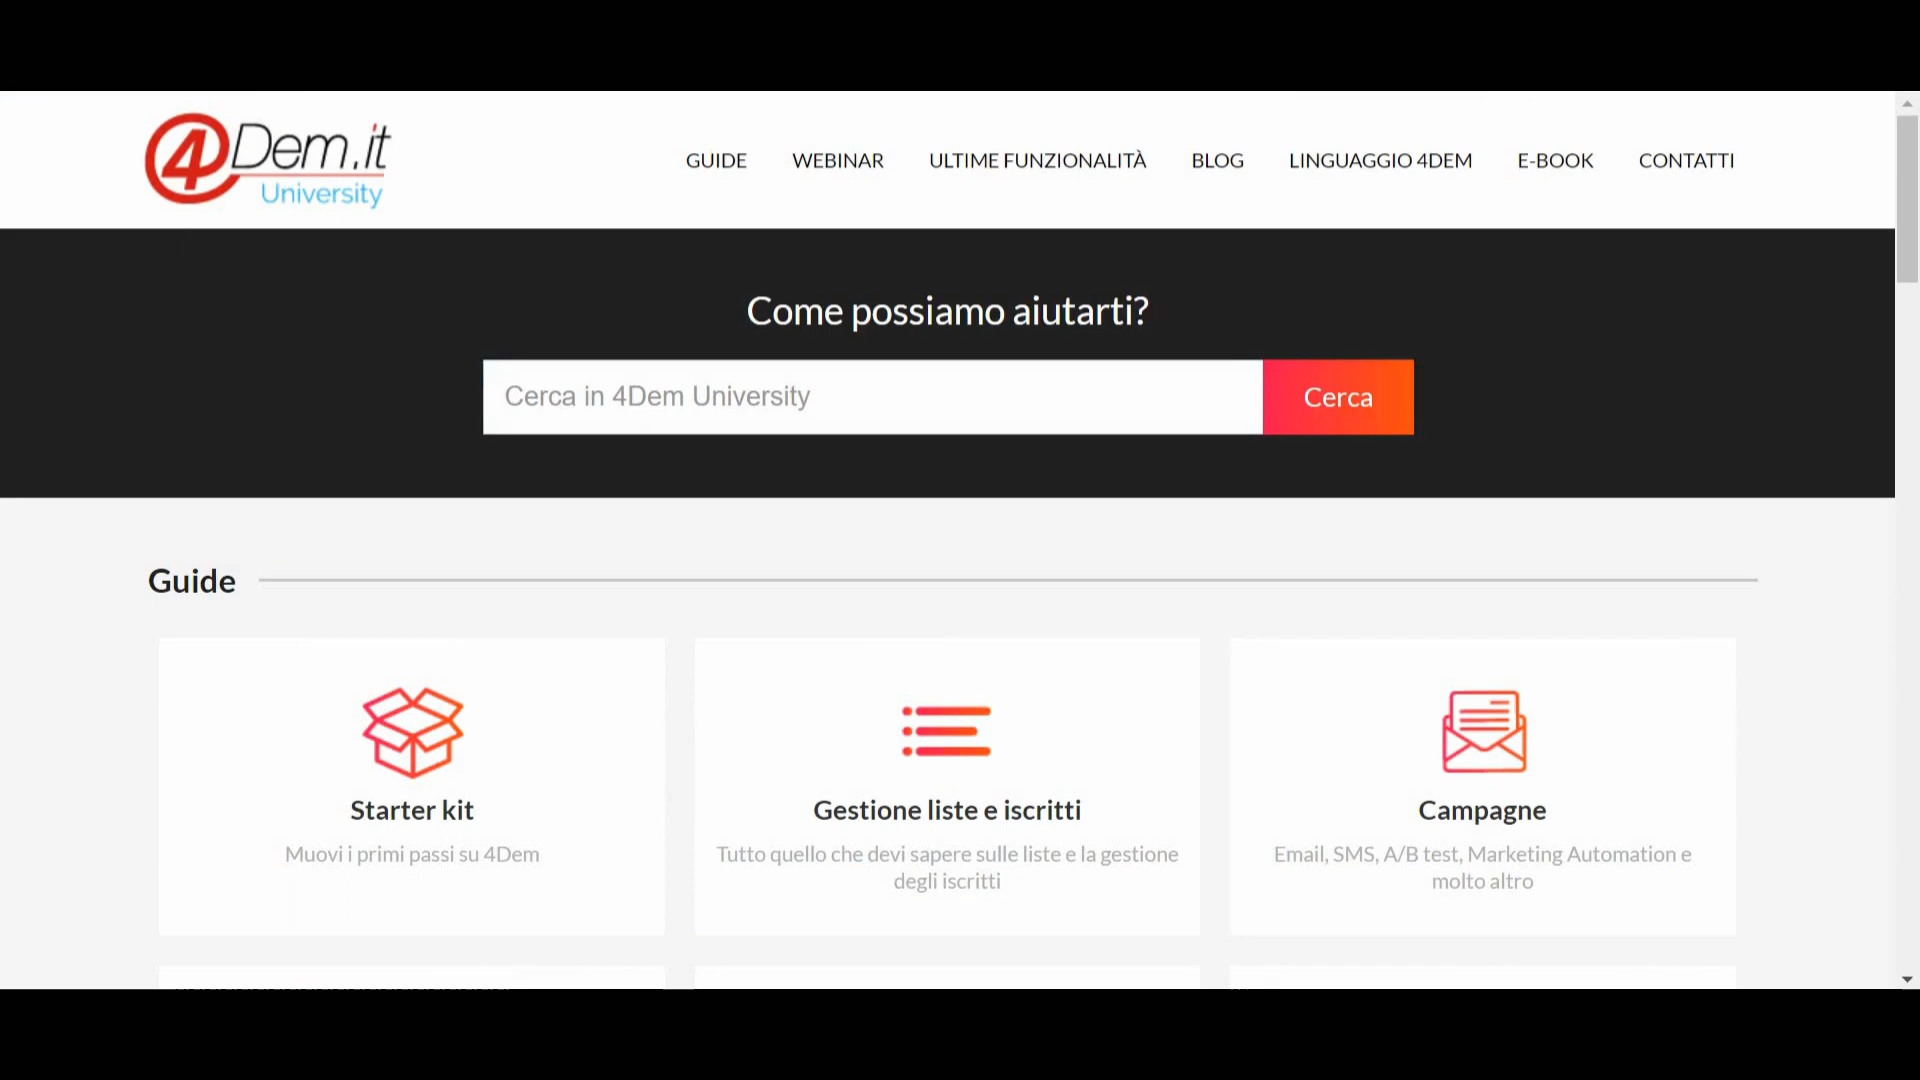 4Dem.it
University
GUIDE WEBINAR ULTIME FUNZIONALITÀ BLOG LINGUAGGIO 4DEM E-BOOK CONTATTI
Come possiamo aiutarti?
Cerca in 4Dem University Cerca
Guide
Starter kit
Muovi i primi passi su 4Dem
Gestione liste e iscritti
Tutto quello che devi sapere sulle liste e la gestione
degli iscritti
Campagne
Email, SMS, A/B test, Marketing Automation e
molto altro